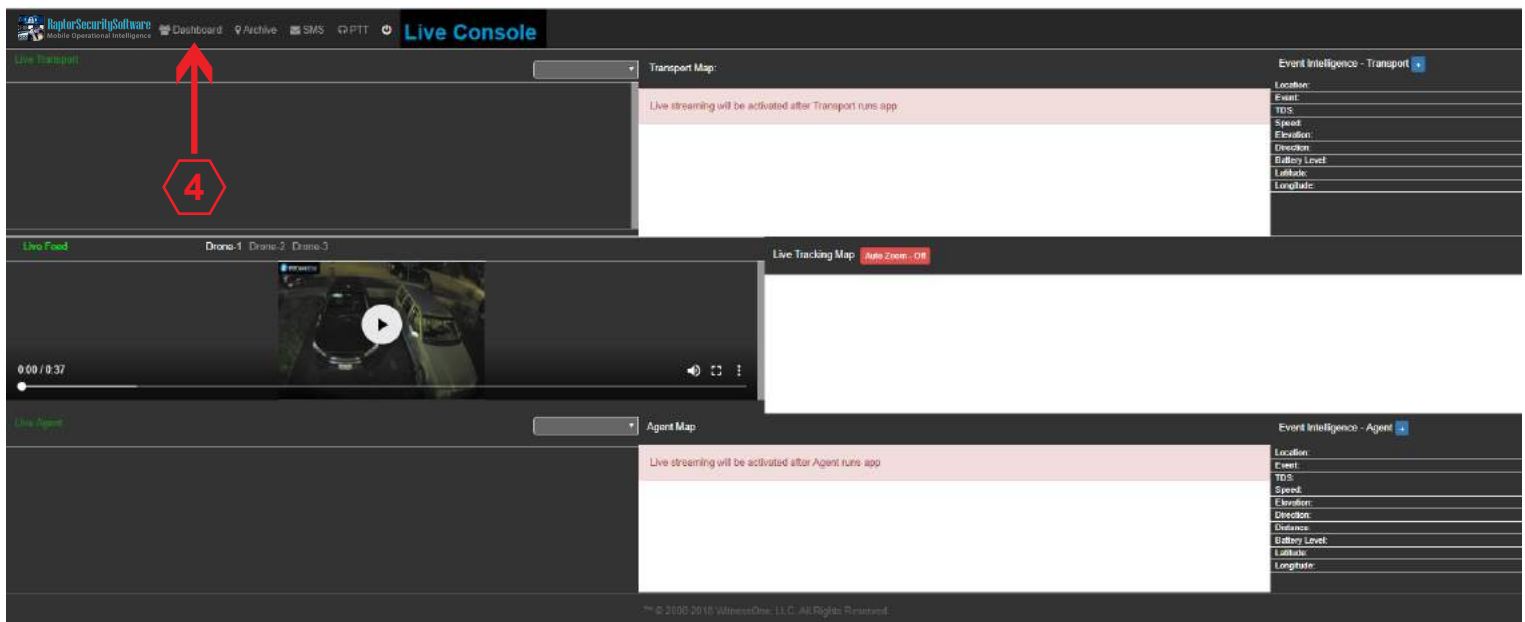 RaptorSecuritySoftware
Mobile Operational Intelligence
Dashboard Archive SMS PTT Live Console
Live Transport
Transport Map:
Live streaming will be activated after Transport runs app
Event Intelligence - Transport +
Location:
Event:
TDS:
Speed:
Elevation:
Direction:
Battery Level:
Latitude:
Longitude:
4
Live Feed Drone-1 Drone-2 Drone-3
0:00 / 0:37
Live Tracking Map Auto Zoom - Off
Live Agent
Agent Map
Live streaming will be activated after Agent runs app
Event Intelligence - Agent +
Location:
Event:
TDS:
Speed:
Elevation:
Direction:
Distance:
Battery Level:
Latitude:
Longitude:
WitnessOne, LLC. All Rights Reserved.